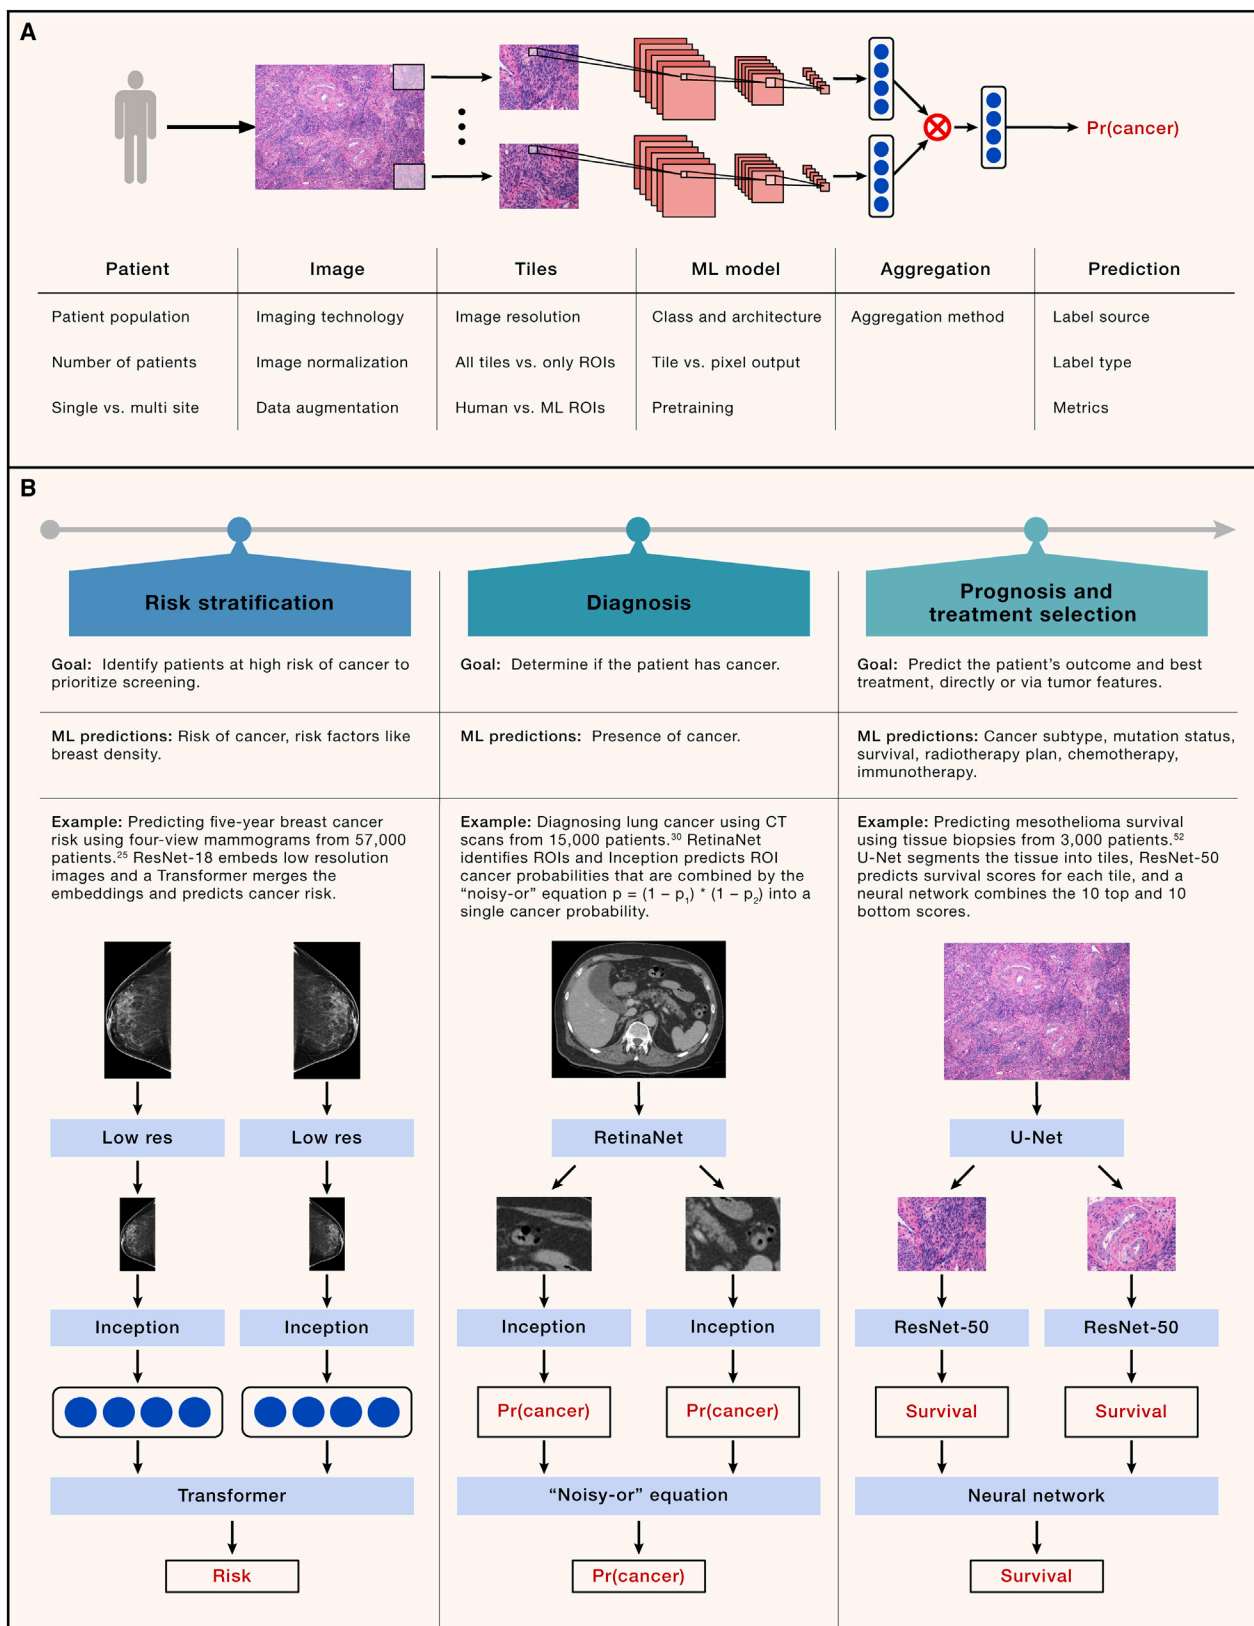 A
Pr(cancer)
Patient
Image
Tiles
ML model
Aggregation
Prediction
Patient population
Imaging technology
Image resolution
Class and architecture
Aggregation method
Label source
Number of patients
Image normalization
All tiles vs. only ROIs
Tile vs. pixel output
Label type
Single vs. multi site
Data augmentation
Human vs. ML ROIs
Pretraining
Metrics
B
Risk stratification
Goal: Identify patients at high risk of cancer to
prioritize screening.
ML predictions: Risk of cancer, risk factors like
breast density.
Example: Predicting five-year breast cancer
risk using four-view mammograms from 57,000
patients.²⁵ ResNet-18 embeds low resolution
images and a Transformer merges the
embeddings and predicts cancer risk.
Low res
Low res
Inception
Inception
Transformer
Risk
Diagnosis
Goal: Determine if the patient has cancer.
ML predictions: Presence of cancer.
Example: Diagnosing lung cancer using CT
scans from 15,000 patients.³⁰ RetinaNet
identifies ROIs and Inception predicts ROI
cancer probabilities that are combined by the
“noisy-or” equation p = (1 – p₁) * (1 – p₂) into a
single cancer probability.
RetinaNet
Inception
Inception
Pr(cancer)
Pr(cancer)
“Noisy-or” equation
Pr(cancer)
Prognosis and
treatment selection
Goal: Predict the patient’s outcome and best
treatment, directly or via tumor features.
ML predictions: Cancer subtype, mutation status,
survival, radiotherapy plan, chemotherapy,
immunotherapy.
Example: Predicting mesothelioma survival
using tissue biopsies from 3,000 patients.⁵²
U-Net segments the tissue into tiles, ResNet-50
predicts survival scores for each tile, and a
neural network combines the 10 top and 10
bottom scores.
U-Net
ResNet-50
ResNet-50
Survival
Survival
Neural network
Survival